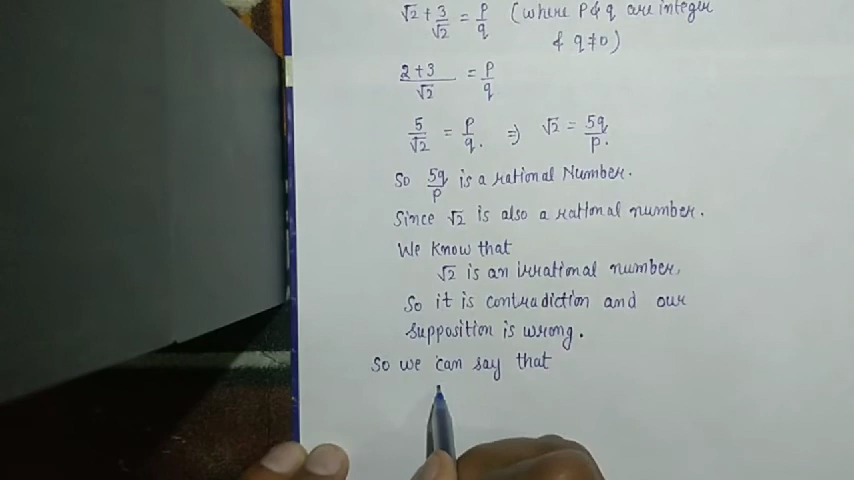 √2 + 3/√2 = P/q (where P & q are integer
& q ≠ 0)
2+3/√2 = P/q
5/√2 = P/q. ⇒ √2 = 5q/P.
So 5q/P is a rational Number.
Since √2 is also a rational number.
We know that
√2 is an irrational number,
So it is contradiction and our
supposition is wrong.
So we can say that